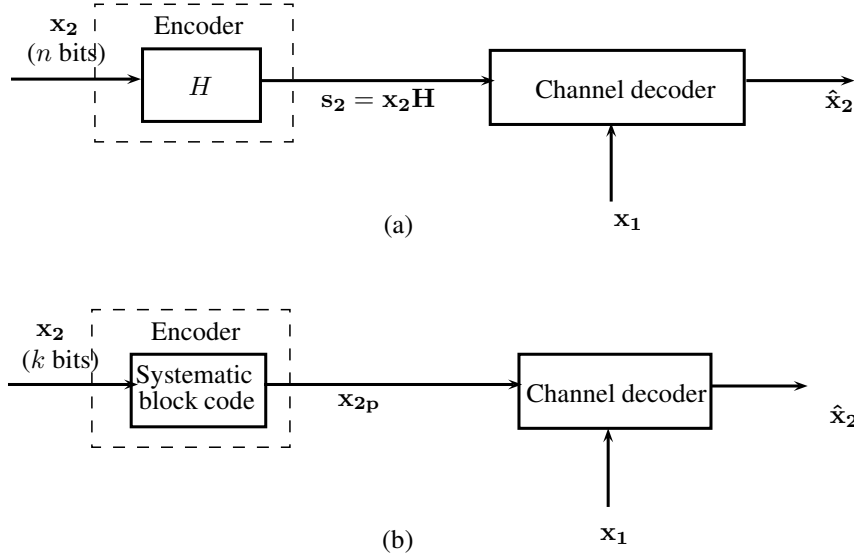 x₂
(n bits)
Encoder
H
s₂ = x₂H
Channel decoder
x̂₂
x₁
(a)
x₂
(k bits)
Encoder
Systematic
block code
x₂ₚ
Channel decoder
x̂₂
x₁
(b)